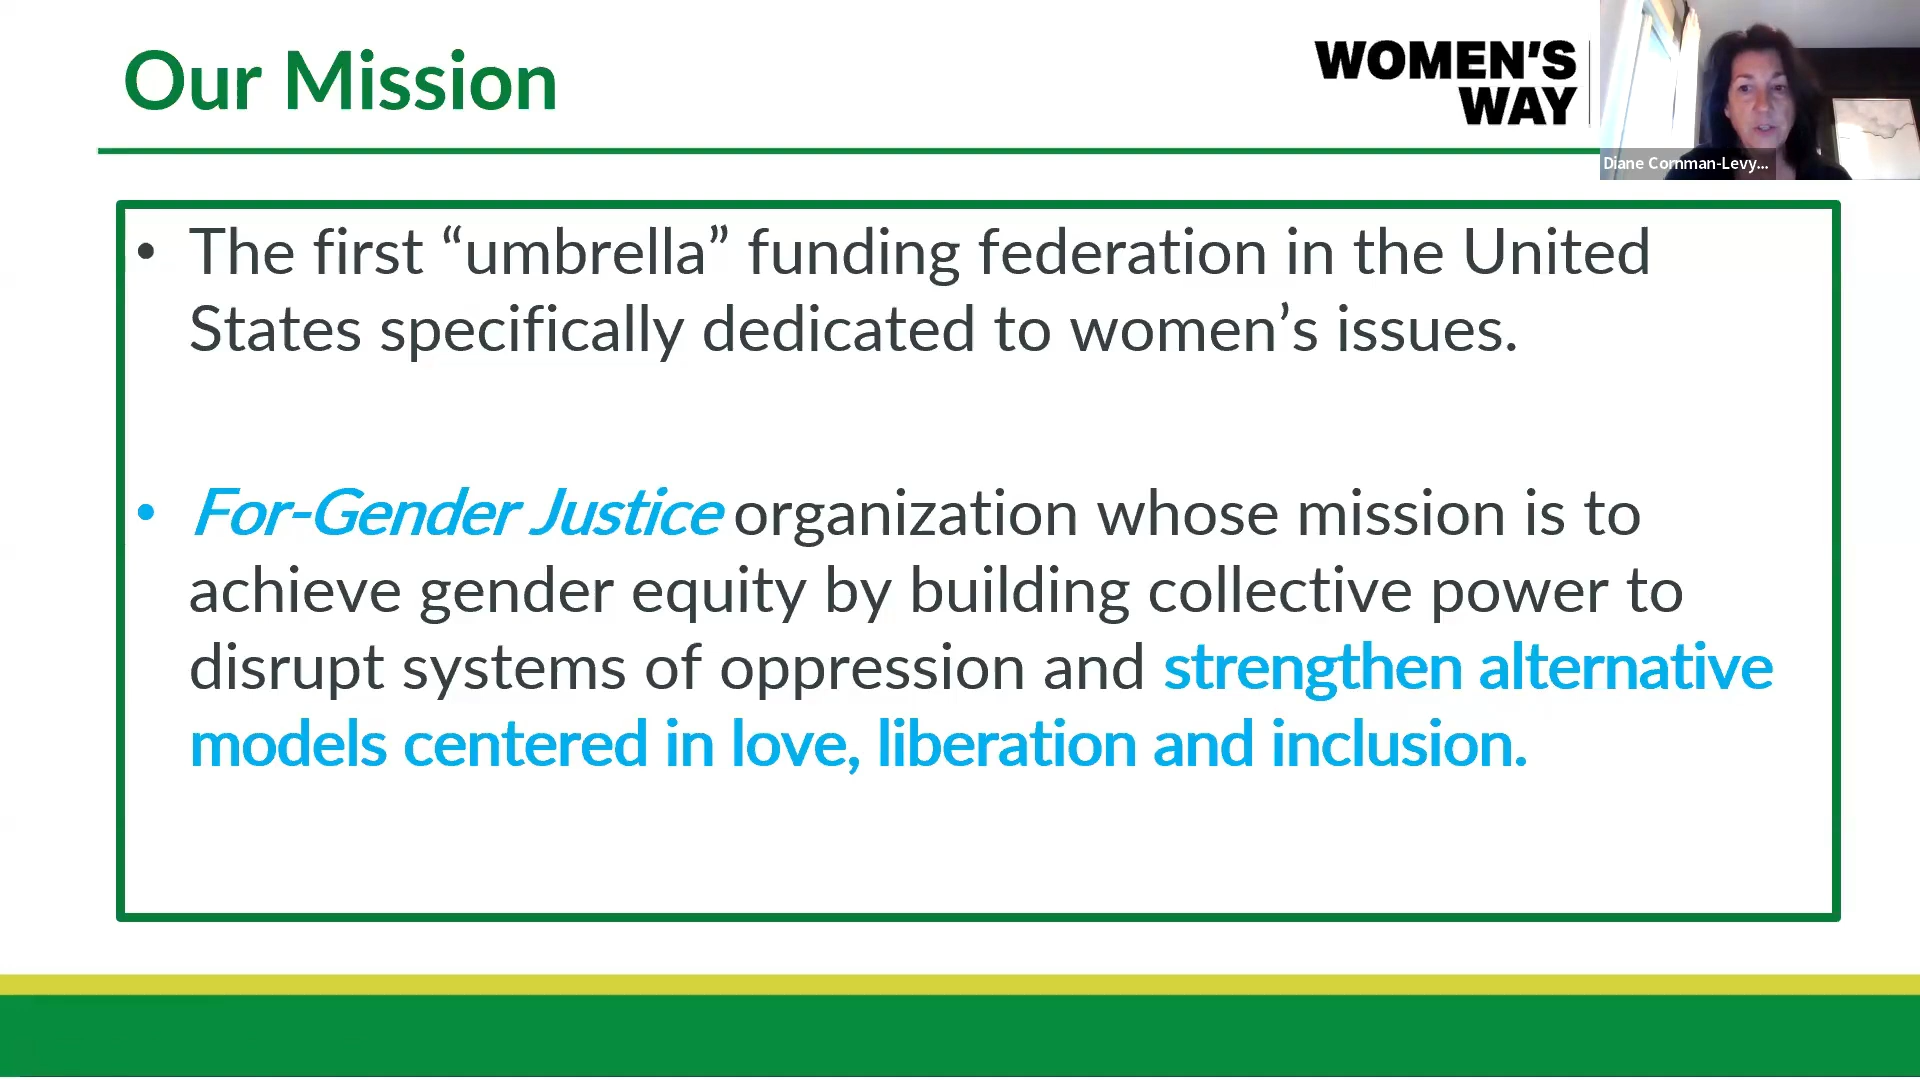 Our Mission
WOMEN’S
WAY
Diane Cornman-Levy...
• The first “umbrella” funding federation in the United
States specifically dedicated to women’s issues.
• For-Gender Justice organization whose mission is to
achieve gender equity by building collective power to
disrupt systems of oppression and strengthen alternative
models centered in love, liberation and inclusion.